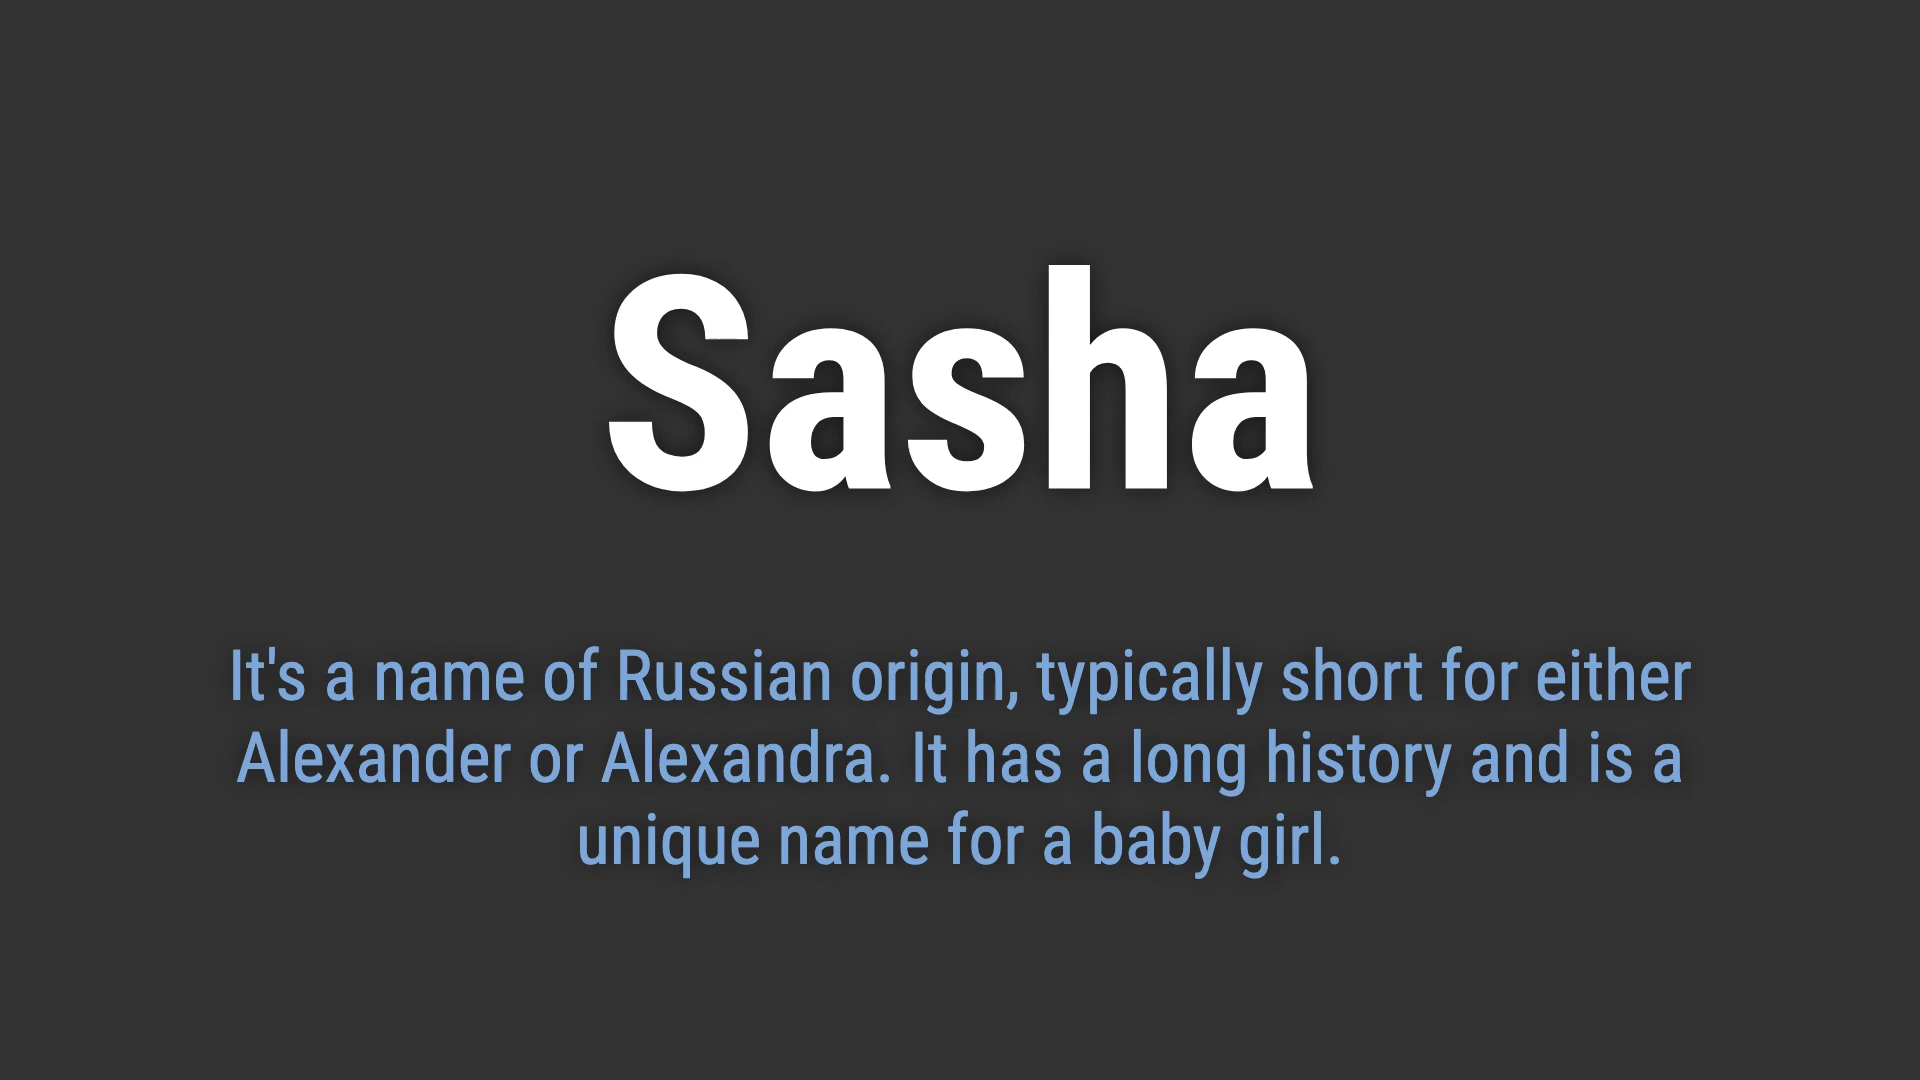 Sasha
It's a name of Russian origin, typically short for either
Alexander or Alexandra. It has a long history and is a
unique name for a baby girl.